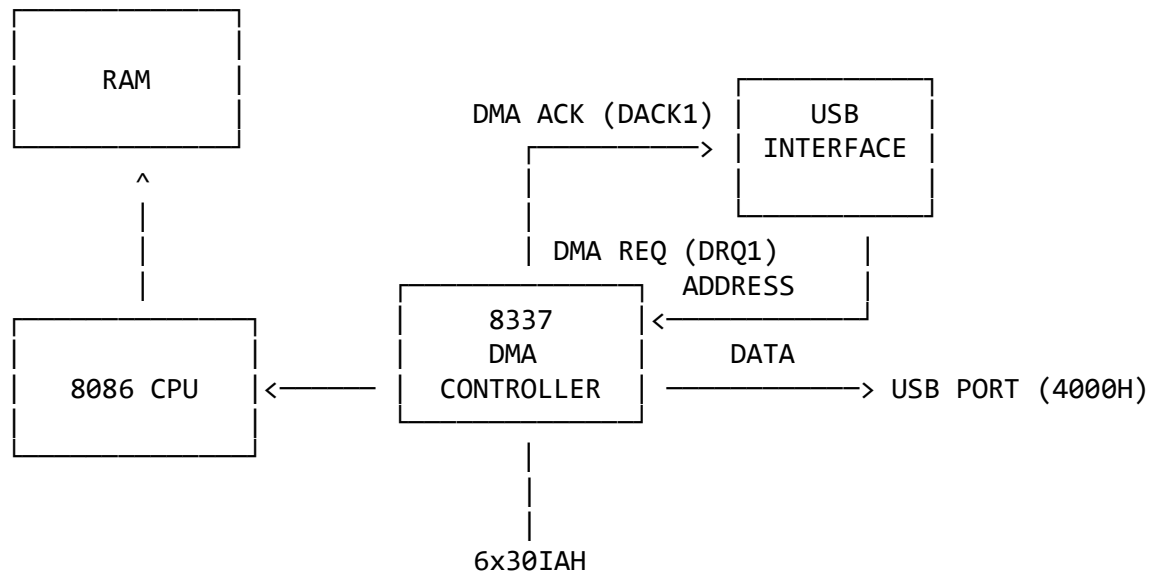 RAM
DMA ACK (DACK1)
USB
INTERFACE
DMA REQ (DRQ1)
ADDRESS
8337
DMA
CONTROLLER
DATA
8086 CPU
USB PORT (4000H)
6x30IAH